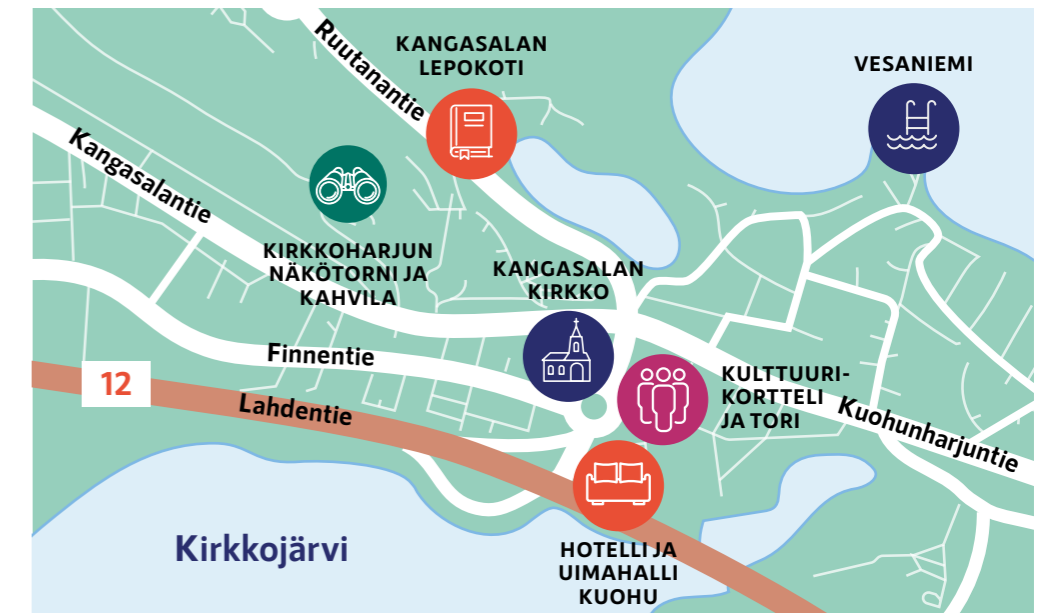 Ruutanantie
KANGASALAN
LEPOKOTI
VESANIEMI
Kangasalantie
KIRKKOHARJUN
NÄKÖTORNI JA
KAHVILA
KANGASALAN
KIRKKO
Finnentie
12
Lahdentie
KULTTUURI-
KORTTELI
JA TORI
Kuohunharjuntie
Kirkkojärvi
HOTELLI JA
UIMAHALLI
KUOHU